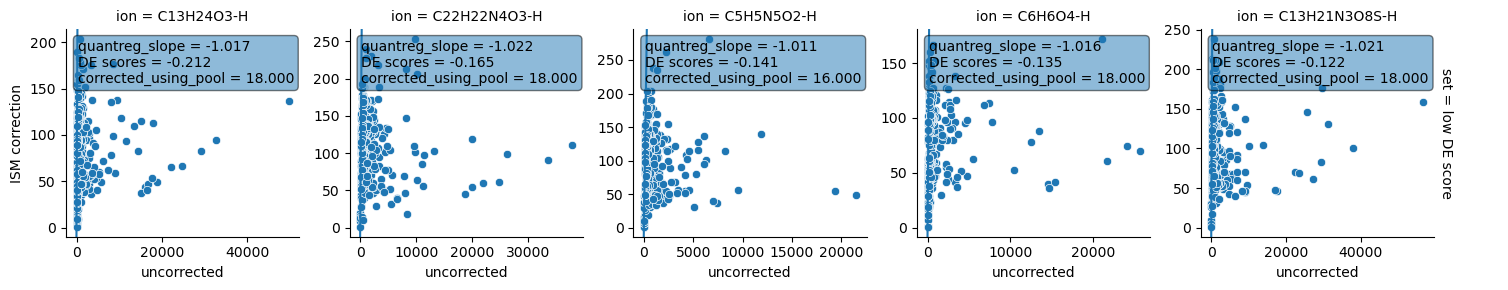 ion = C13H24O3-H
ion = C22H22N4O3-H
ion = C5H5N5O2-H
ion = C6H6O4-H
ion = C13H21N3O8S-H
ISM correction
200
150
100
50
0
quantreg_slope = -1.017
DE scores = -0.212
corrected_using_pool = 18.000
0
20000
40000
uncorrected
250
200
150
100
50
0
quantreg_slope = -1.022
DE scores = -0.165
corrected_using_pool = 18.000
0
10000
20000
30000
uncorrected
250
200
150
100
50
0
quantreg_slope = -1.011
DE scores = -0.141
corrected_using_pool = 16.000
0
5000
10000
15000
20000
uncorrected
150
100
50
0
quantreg_slope = -1.016
DE scores = -0.135
corrected_using_pool = 18.000
0
10000
20000
uncorrected
250
200
150
100
50
0
quantreg_slope = -1.021
DE scores = -0.122
corrected_using_pool = 18.000
0
20000
40000
uncorrected
set = low DE score